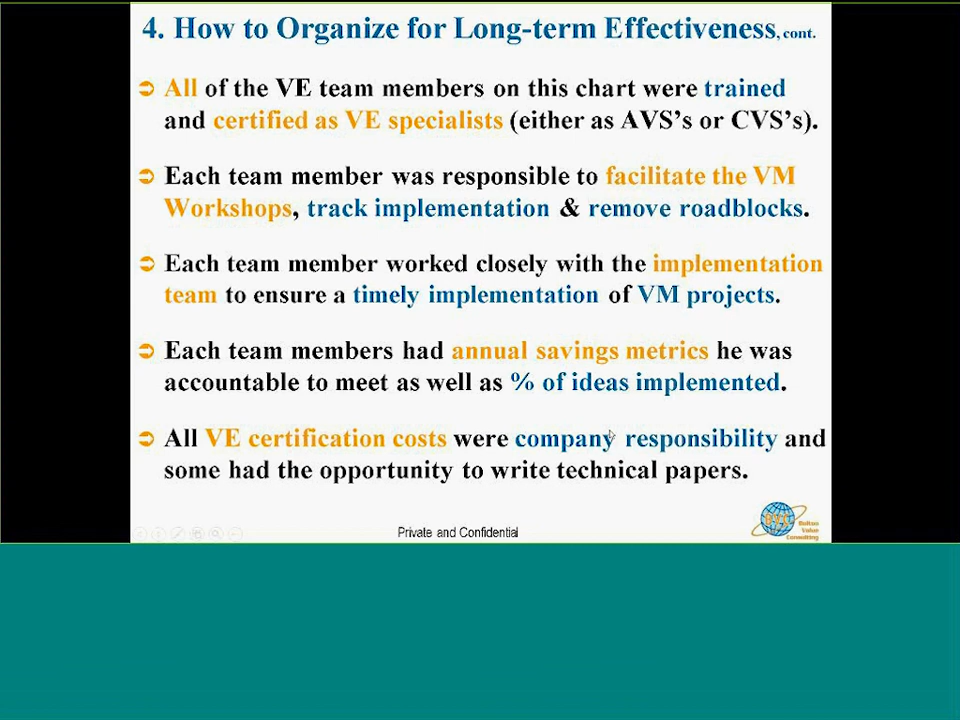 4. How to Organize for Long-term Effectiveness, cont.
All of the VE team members on this chart were trained
and certified as VE specialists (either as AVS's or CVS's).
Each team member was responsible to facilitate the VM
Workshops, track implementation & remove roadblocks.
Each team member worked closely with the implementation
team to ensure a timely implementation of VM projects.
Each team members had annual savings metrics he was
accountable to meet as well as % of ideas implemented.
All VE certification costs were company responsibility and
some had the opportunity to write technical papers.
Private and Confidential
BVC
Bolton
Value
Consulting